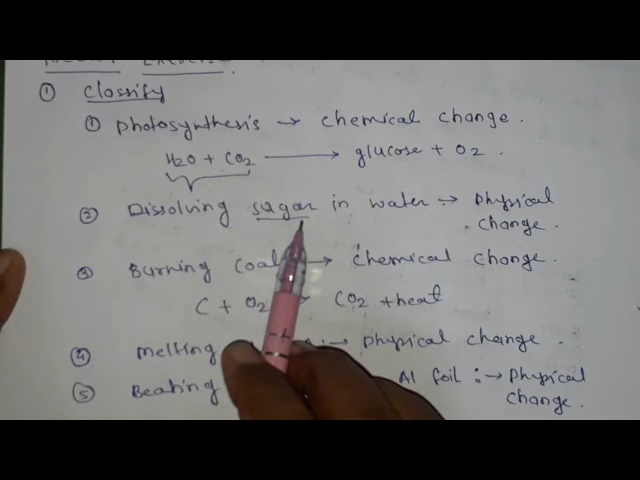 ① Classify
① Photosynthesis → chemical change.
H2O + CO2 → glucose + O2.
② Dissolving sugar in water → Physical change.
③ Burning coal → chemical change.
C + O2 → CO2 + heat
④ Melting : → physical change.
⑤ Beating Al foil : → Physical change.